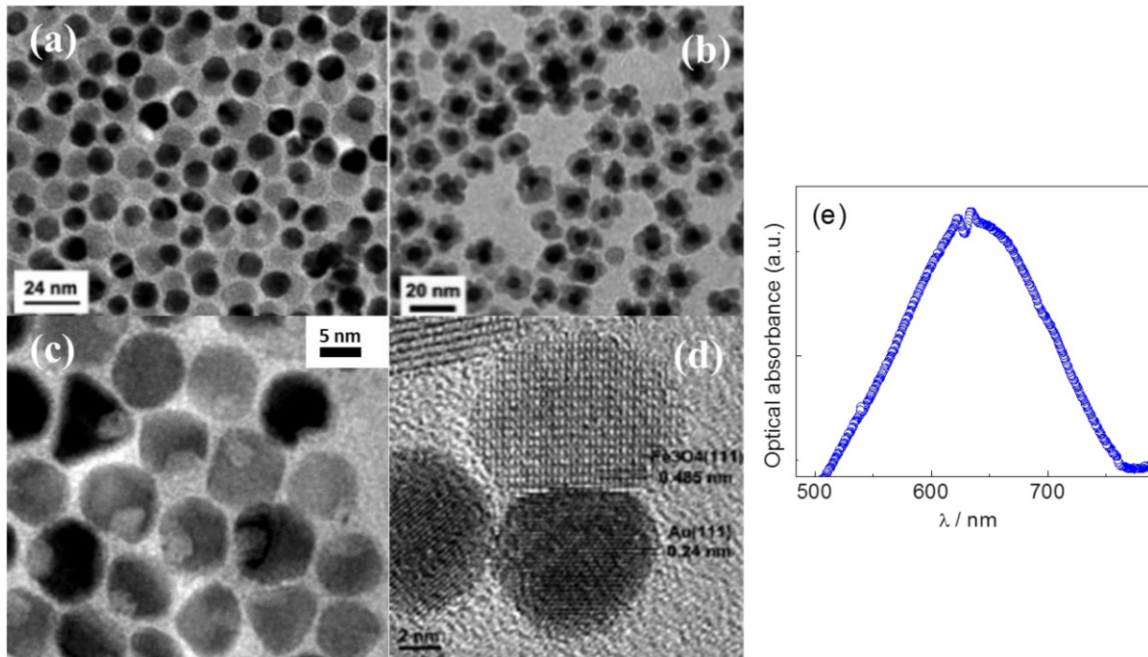 (a)
24 nm
(b)
20 nm
(c)
5 nm
(d)
Fe3O4(111)
0.485 nm
Au(111)
0.24 nm
2 nm
(e)
Optical absorbance (a.u.)
500
600
700
λ / nm